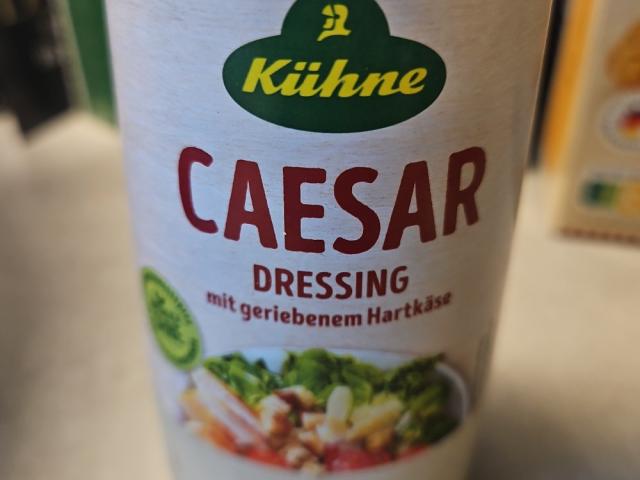 Kühne
CAESAR
DRESSING
mit geriebenem Hartkäse